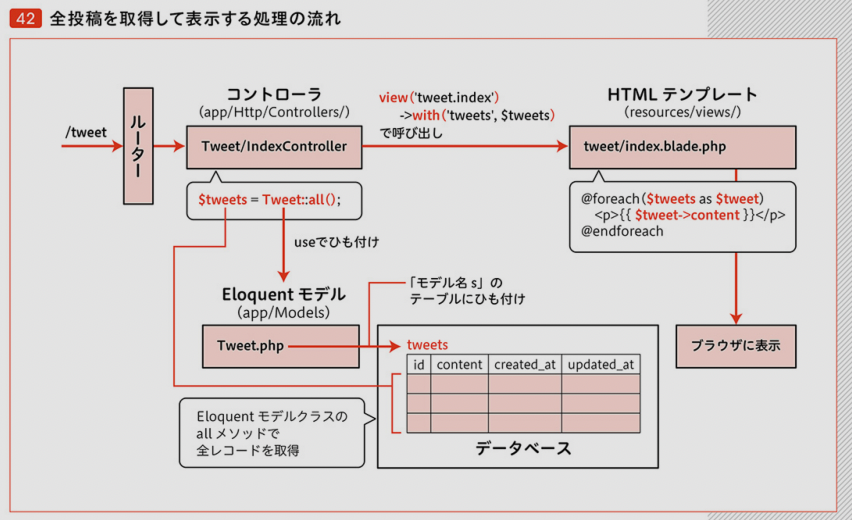 42 全投稿を取得して表示する処理の流れ
/tweet
ルーター
コントローラ
(app/Http/Controllers/)
Tweet/IndexController
$tweets = Tweet::all();
view('tweet.index')
->with('tweets', $tweets)
で呼び出し
HTML テンプレート
(resources/views/)
tweet/index.blade.php
@foreach($tweets as $tweet)
<p>{{ $tweet->content }}</p>
@endforeach
useでひも付け
Eloquent モデル
(app/Models)
Tweet.php
「モデル名 s」の
テーブルにひも付け
tweets
id content created_at updated_at
データベース
Eloquent モデルクラスの
all メソッドで
全レコードを取得
ブラウザに表示